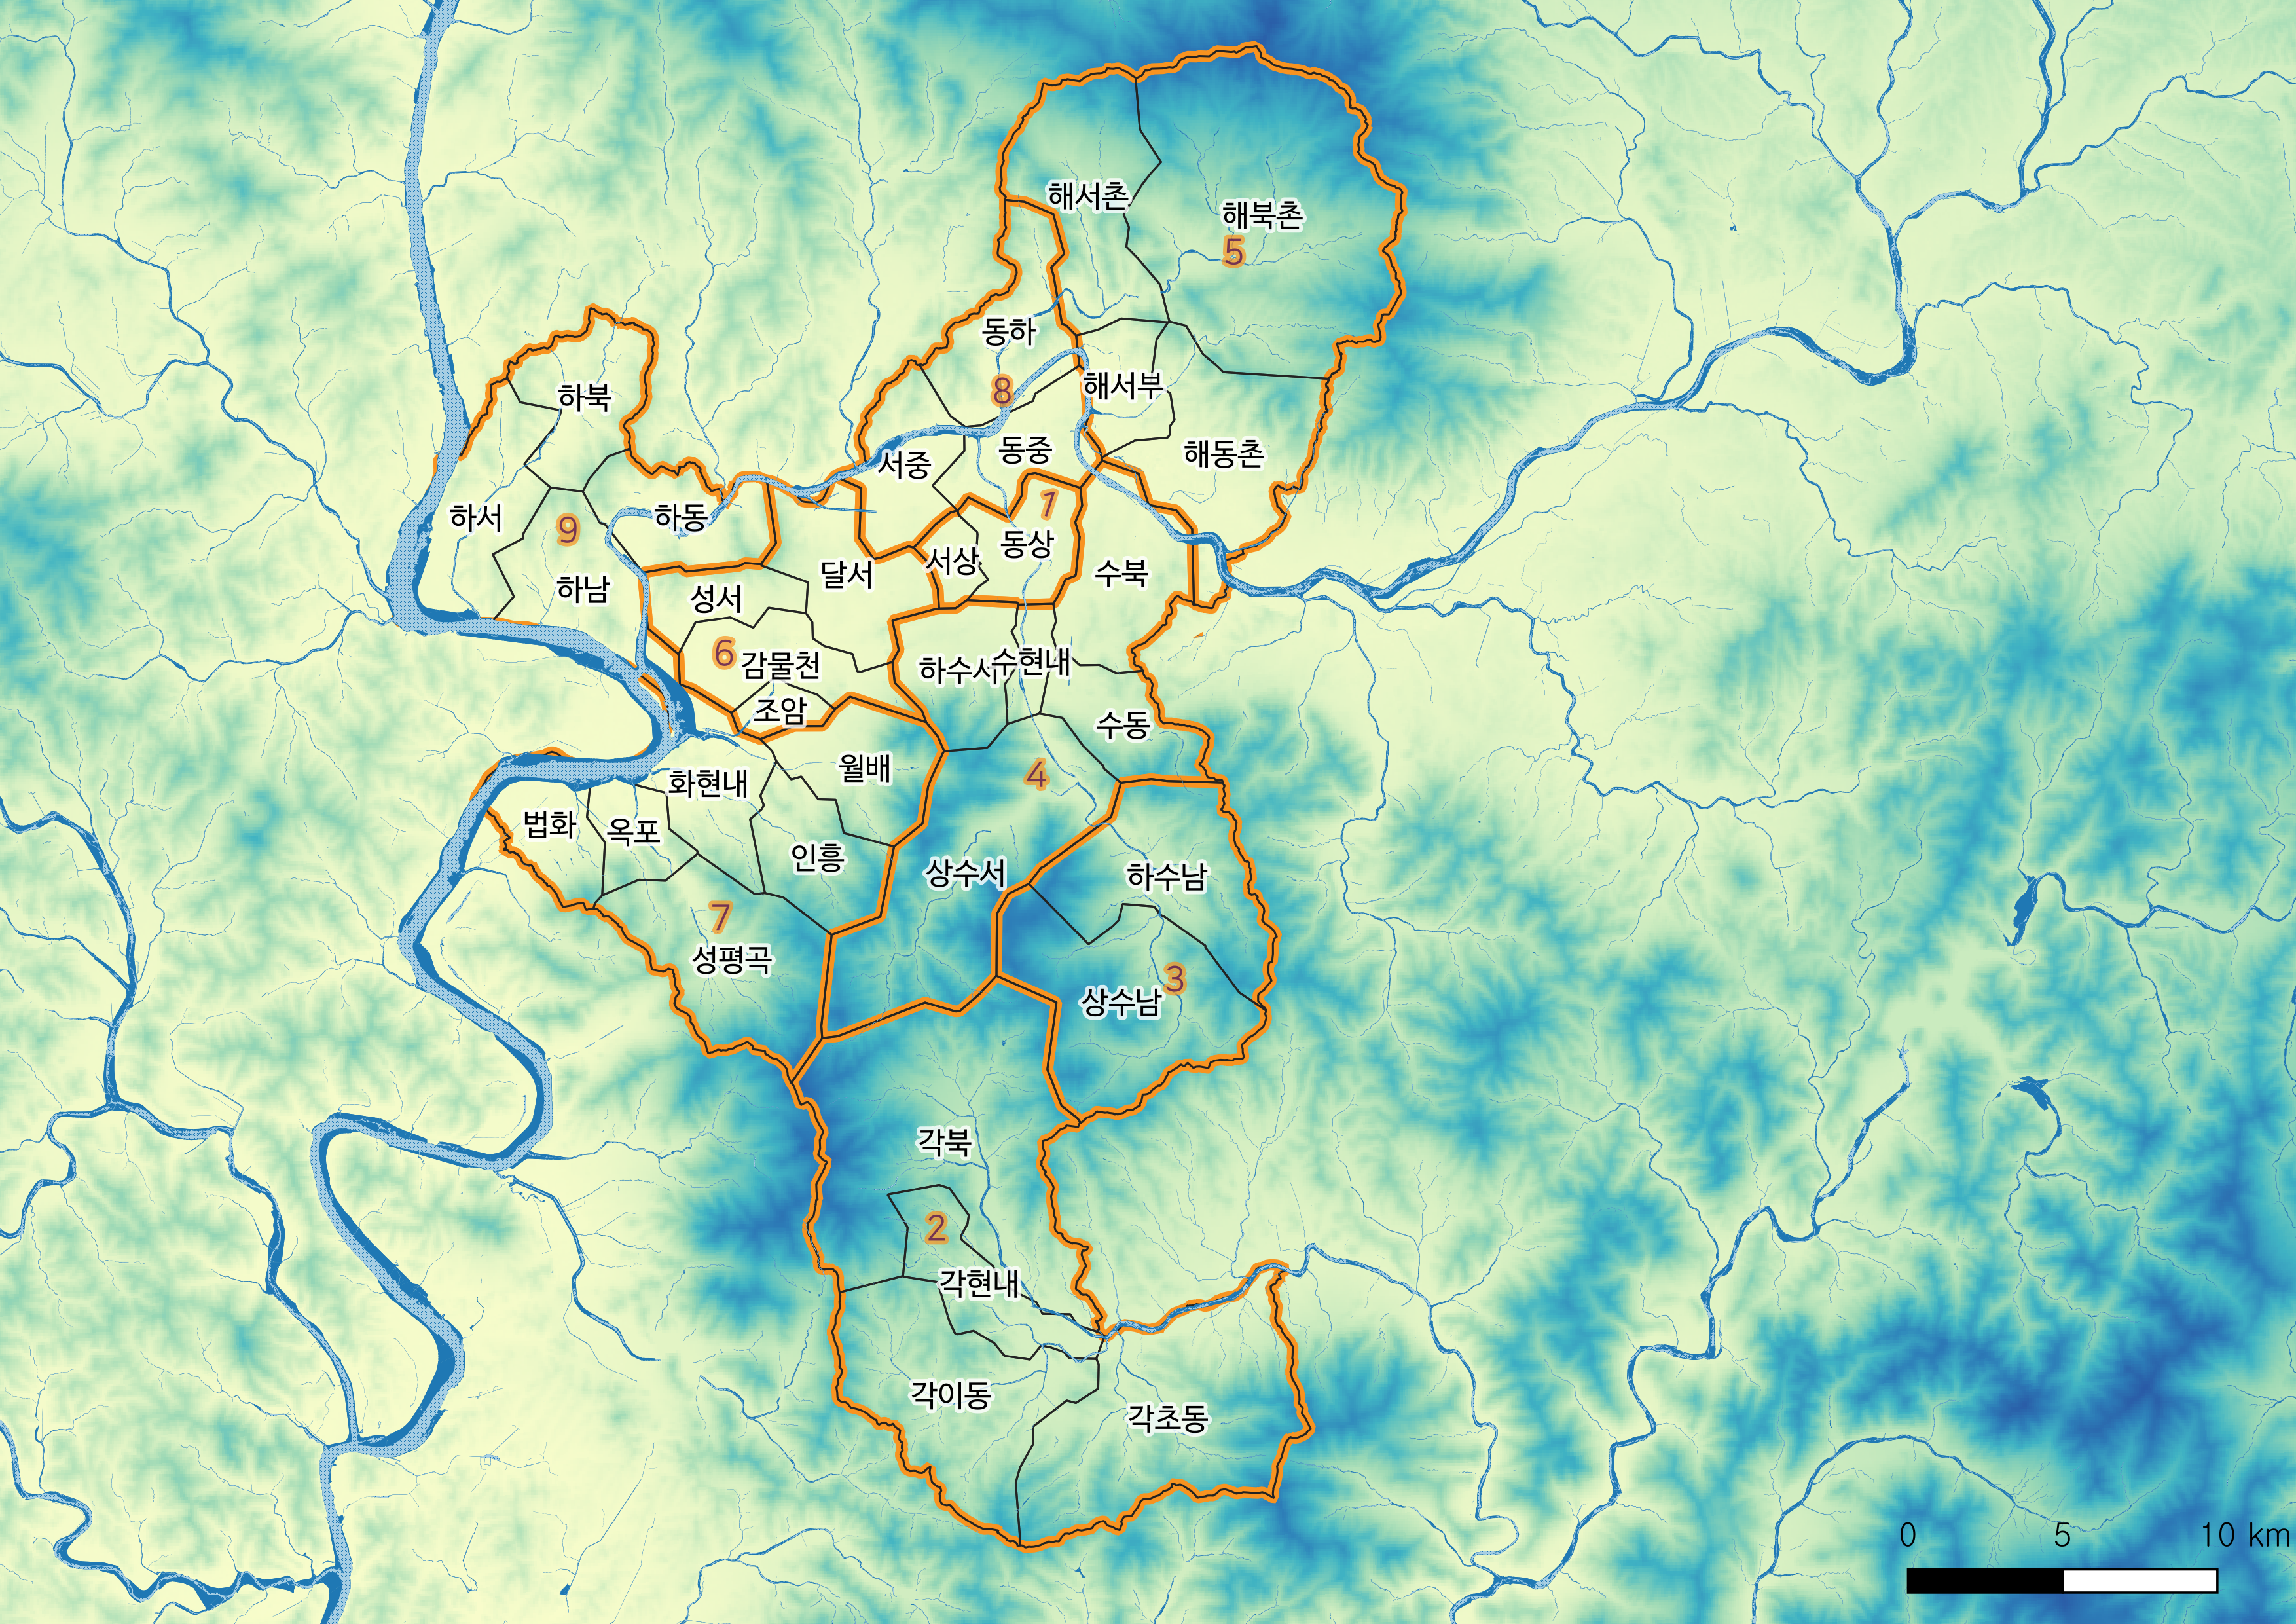 해서촌
해북촌
5
동하
해서부
8
하북
동중
해동촌
서중
하서
하동
9
1
동상
서상
수북
달서
하남
성서
6
감물천
하수서
수현내
조암
수동
월배
4
화현내
법화
옥포
인흥
상수서
하수남
7
성평곡
3
상수남
각북
2
각현내
각이동
각초동
0 5 10 km